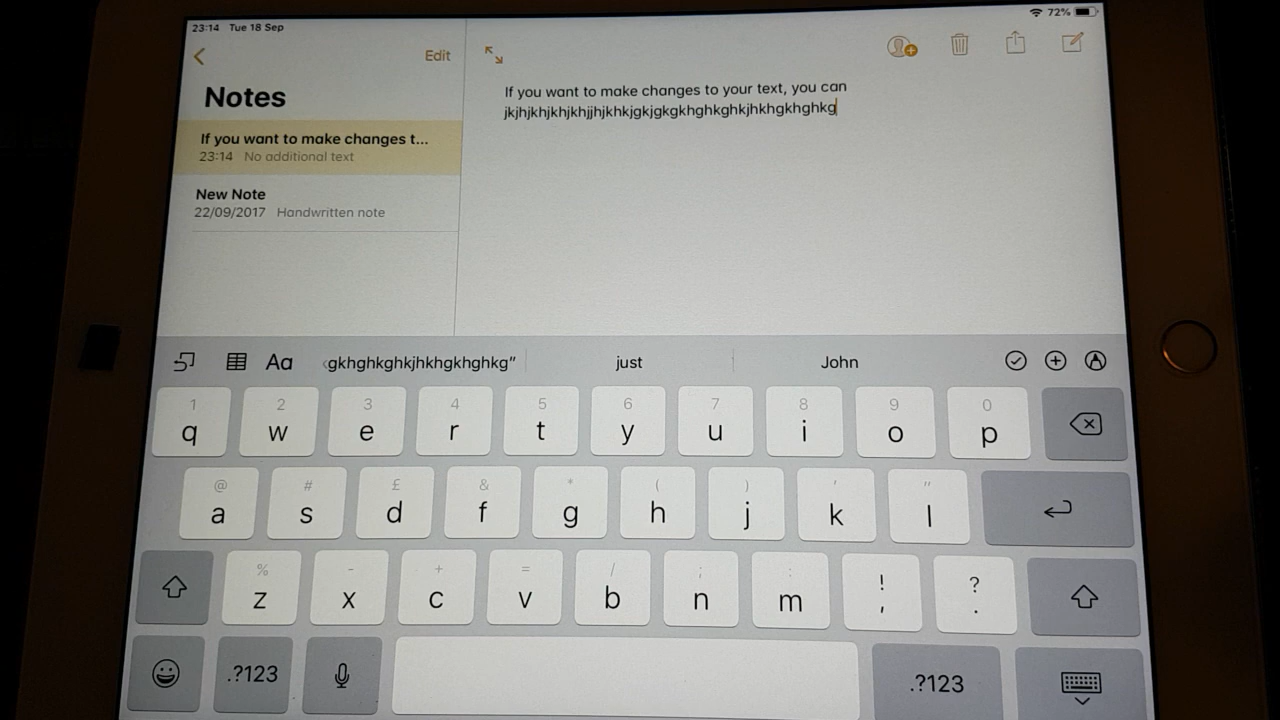 23:14 Tue 18 Sep
72%
Edit
Notes
If you want to make changes t...
23:14 No additional text
New Note
22/09/2017 Handwritten note
If you want to make changes to your text, you can
jkjhjkhjkhjkhjjhjkhkjgkjgkgkhghkghkjhkhgkhghkg
Aa gkhghkghkjhkhgkhghkg" just John
1 2 3 4 5 6 7 8 9 0
q w e r t y u i o p
@ # £ & * ( ) ' "
a s d f g h j k l
% - + = / ; : ! ?
z x c v b n m , .
.?123 .?123